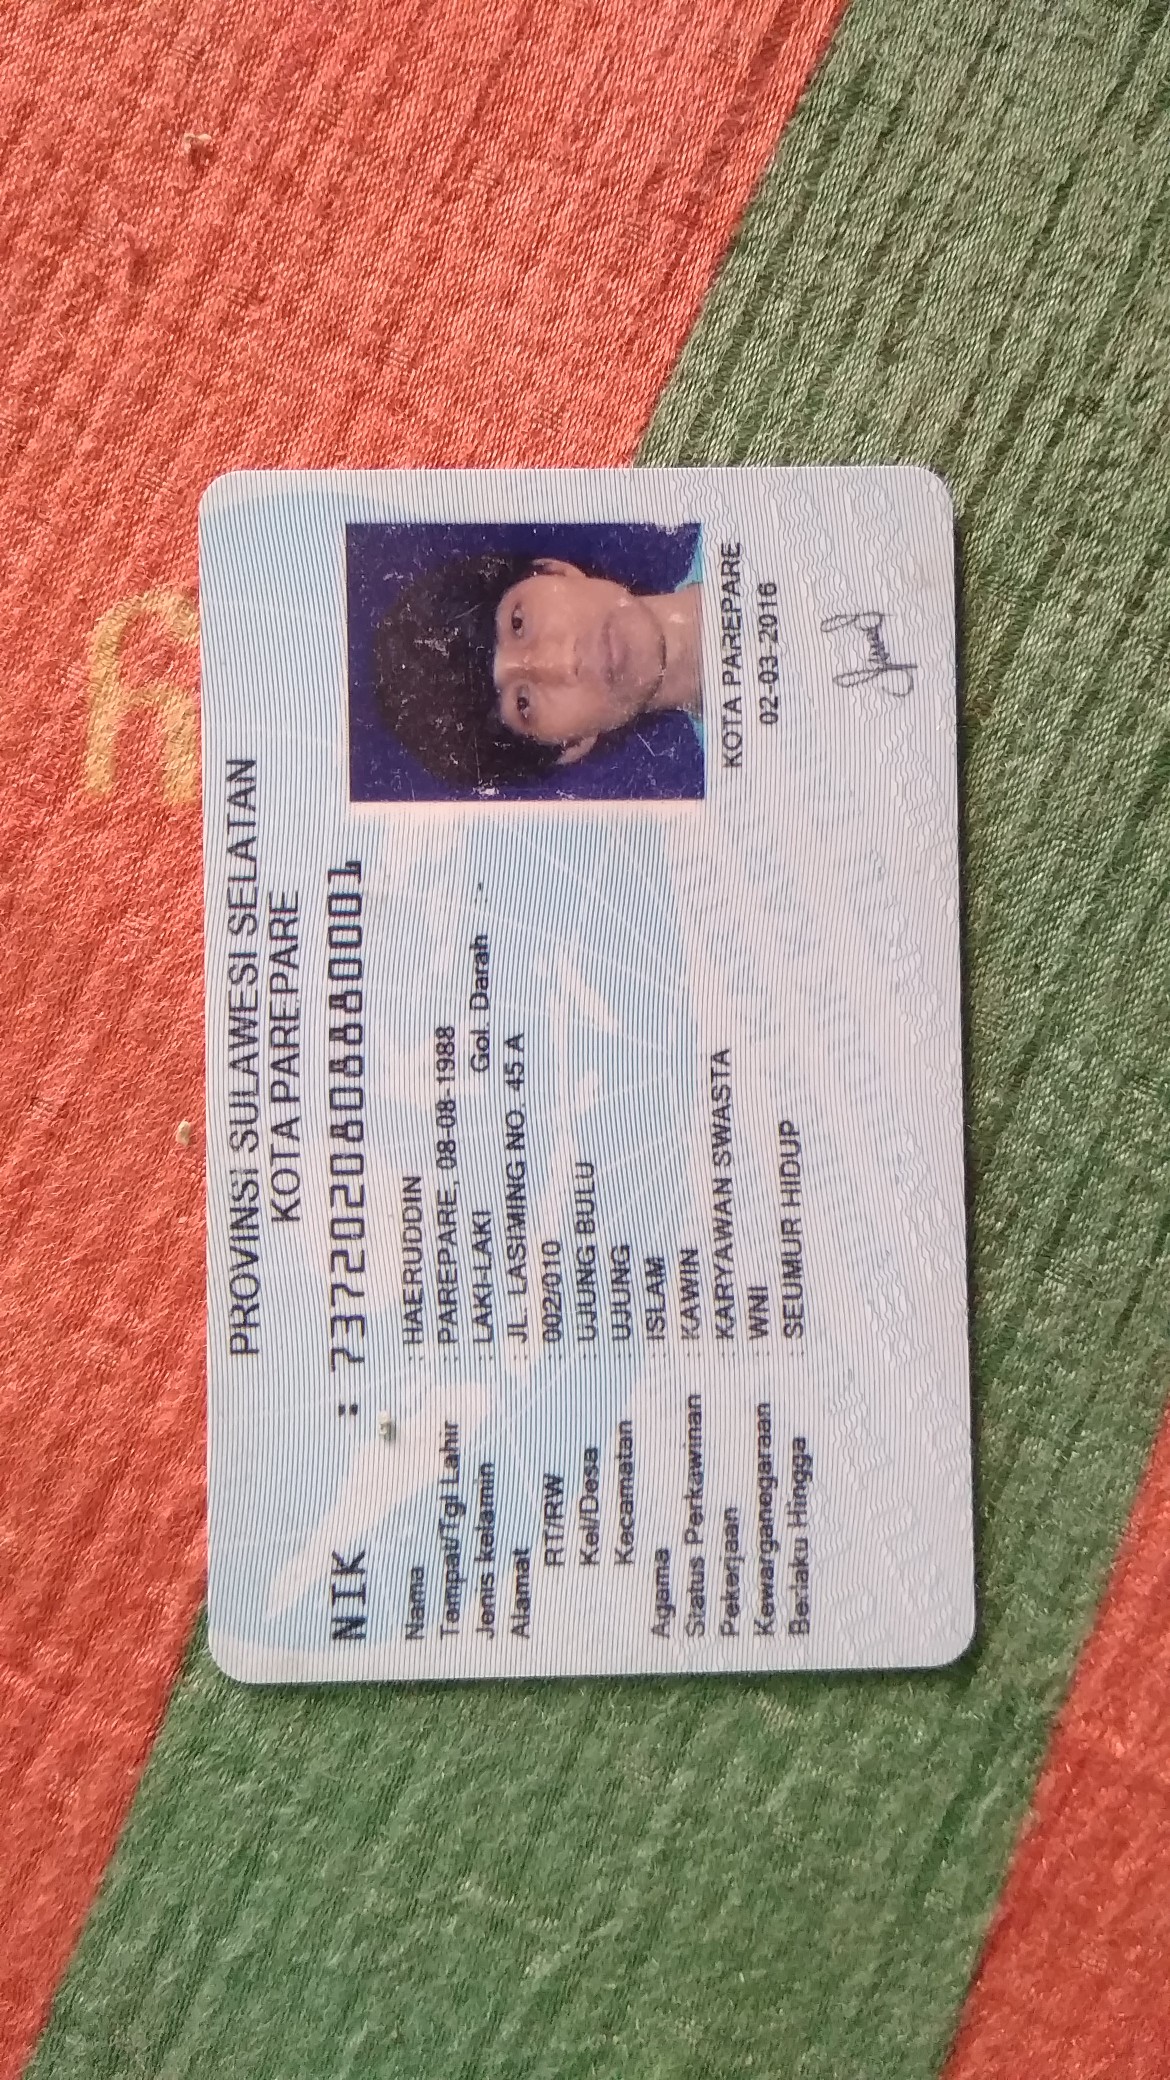 PROVINSI SULAWESI SELATAN
KOTA PAREPARE
NIK : 7372020808880001
Nama : HAERUDDIN
Tempat/Tgl Lahir : PAREPARE, 08-08-1988
Jenis kelamin : LAKI-LAKI Gol. Darah : -
Alamat : JL. LASIMING NO. 45 A
RT/RW : 002/010
Kel/Desa : UJUNG BULU
Kecamatan : UJUNG
Agama : ISLAM
Status Perkawinan : KAWIN
Pekerjaan : KARYAWAN SWASTA
Kewarganegaraan : WNI
Berlaku Hingga : SEUMUR HIDUP
KOTA PAREPARE
02-03-2016